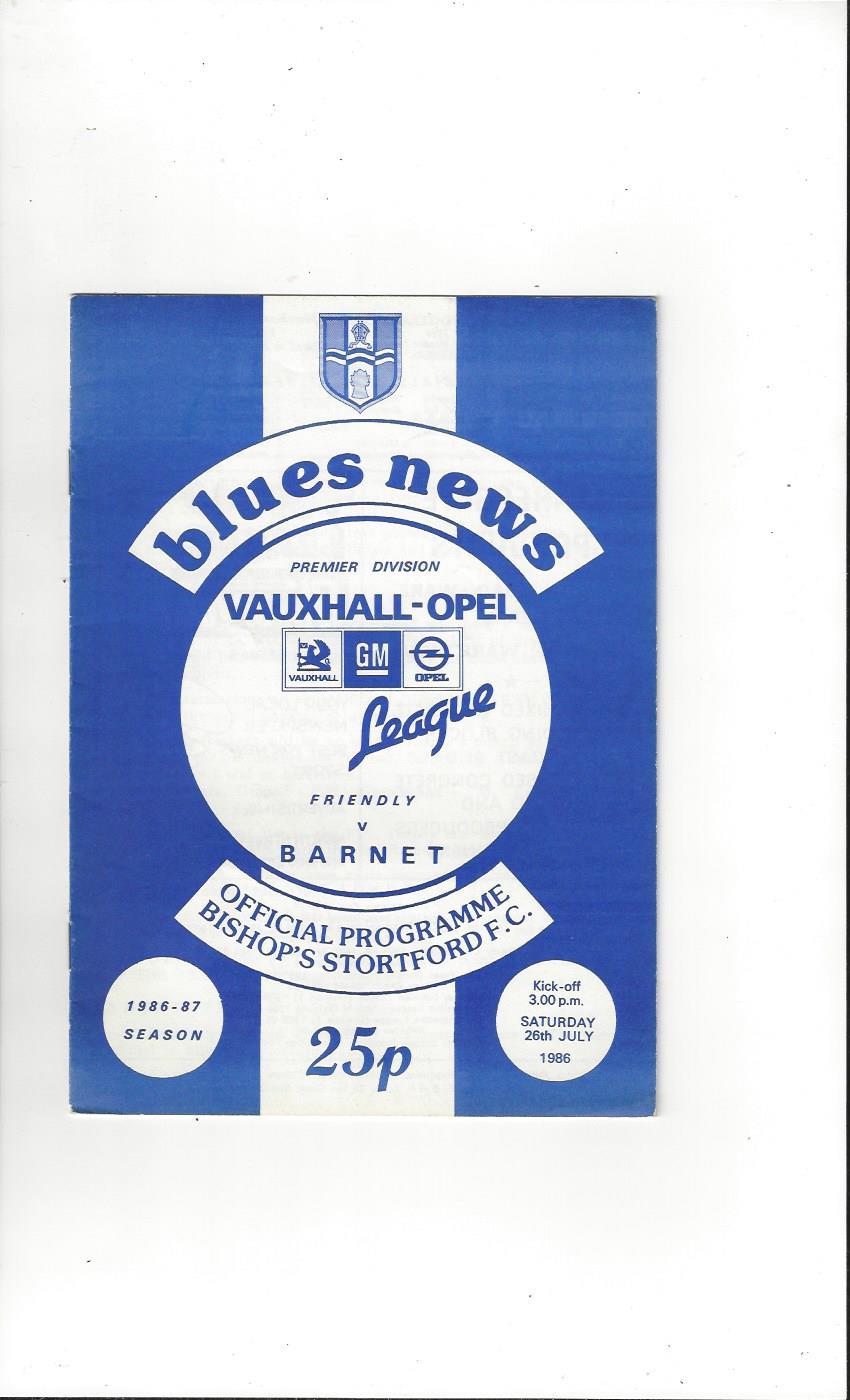 blues news
PREMIER DIVISION
VAUXHALL-OPEL
VAUXHALL
GM
OPEL
League
FRIENDLY
v
BARNET
OFFICIAL PROGRAMME
BISHOP'S STORTFORD F.C.
1986-87
SEASON
25p
Kick-off
3.00 p.m.
SATURDAY
26th JULY
1986